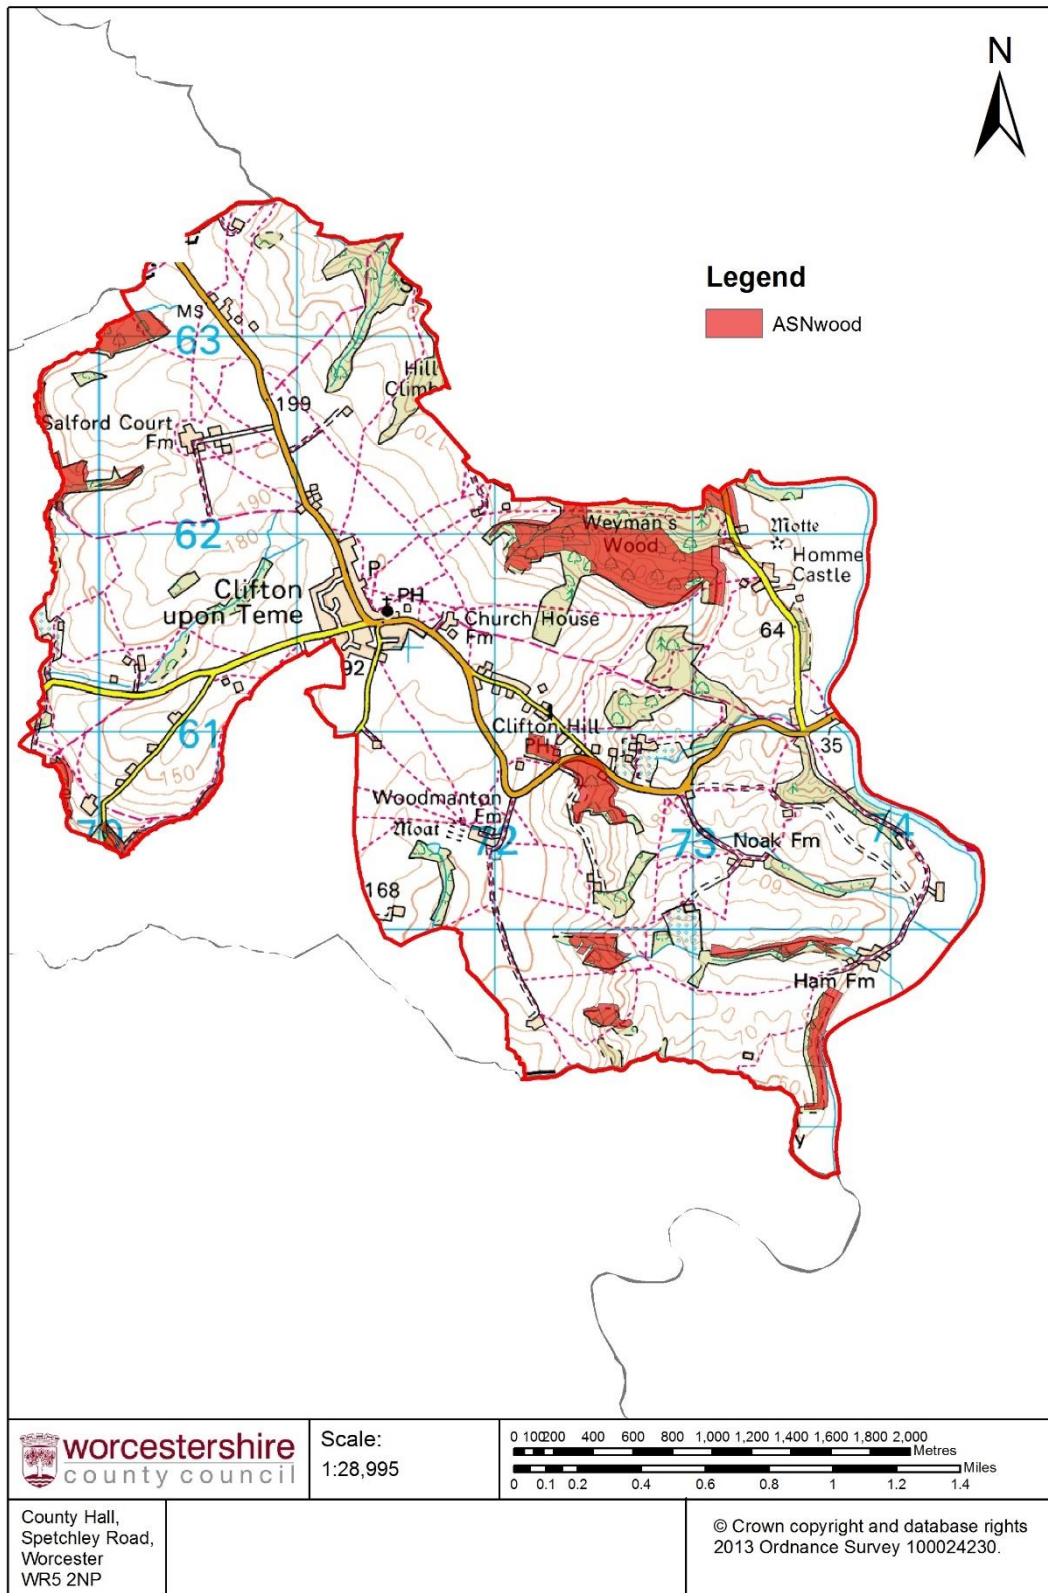 N
Legend
ASNwood
MS
63
Hill
Climb
199
Salford Court
Fm
170
190
180
62
Weyman's
Wood
Motte
Homme
Castle
Clifton
upon Teme
P
PH
Church House
Fm
64
92
61
150
Clifton Hill
PH
35
Woodmanton
Fm
Moat
70
72
73
74
Noak Fm
168
60
Ham Fm
100
50
y
worcestershire
county council
Scale:
1:28,995
0 100200 400 600 800 1,000 1,200 1,400 1,600 1,800 2,000
Metres
Miles
0 0.1 0.2 0.4 0.6 0.8 1 1.2 1.4
County Hall,
Spetchley Road,
Worcester
WR5 2NP
© Crown copyright and database rights
2013 Ordnance Survey 100024230.